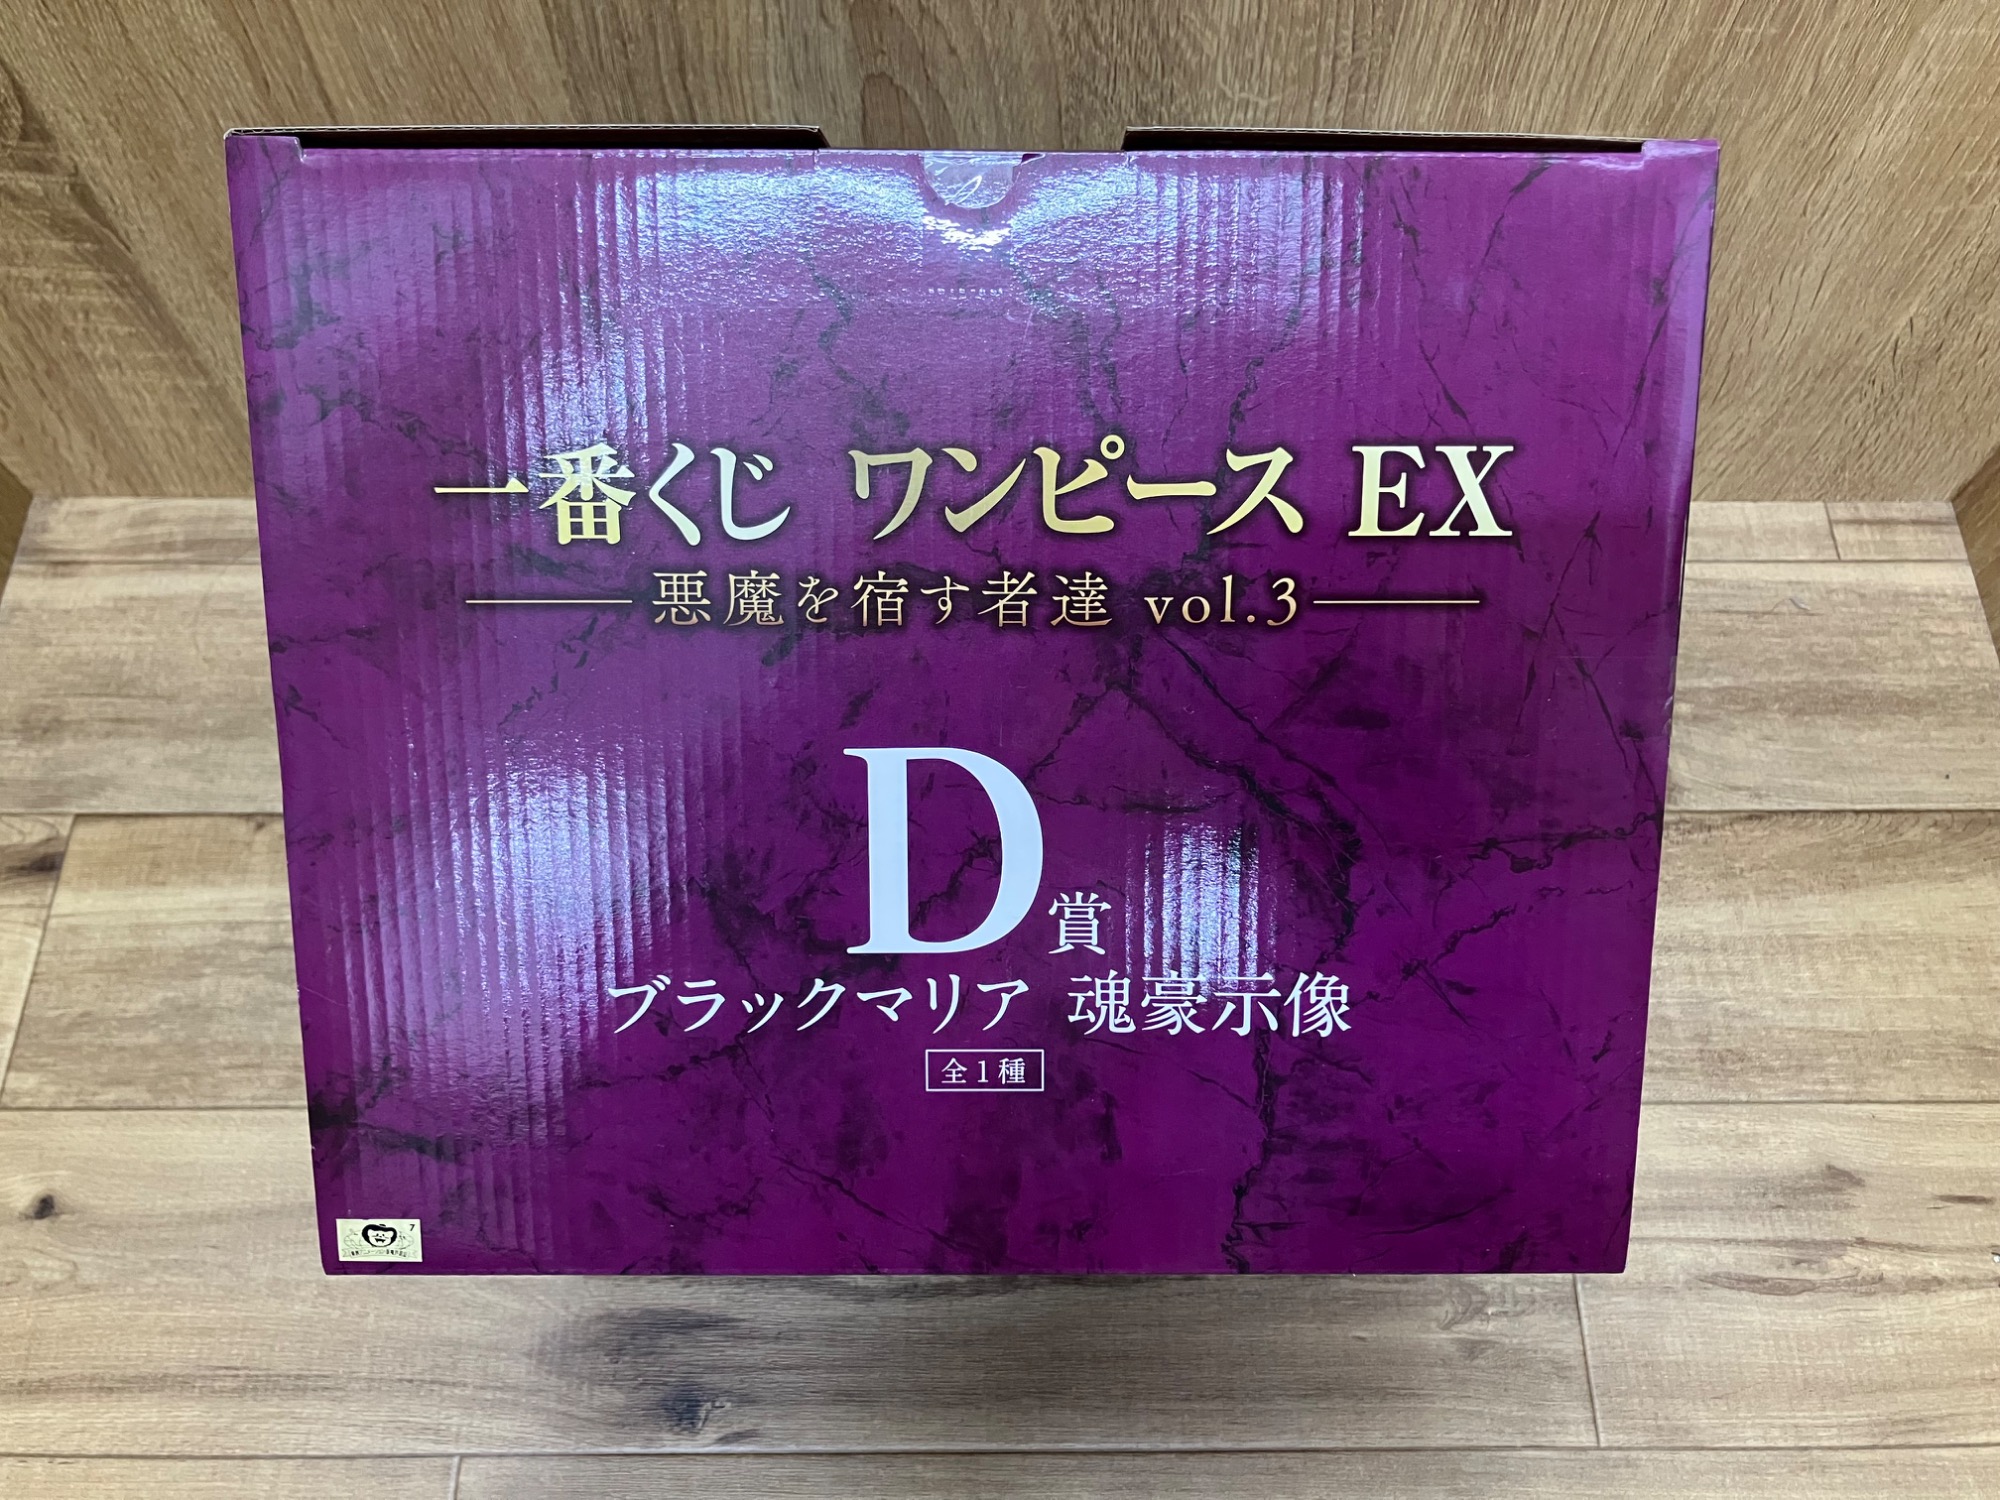 一番くじ ワンピース EX
悪魔を宿す者達 vol.3
D賞
ブラックマリア 魂豪示像
全1種
7